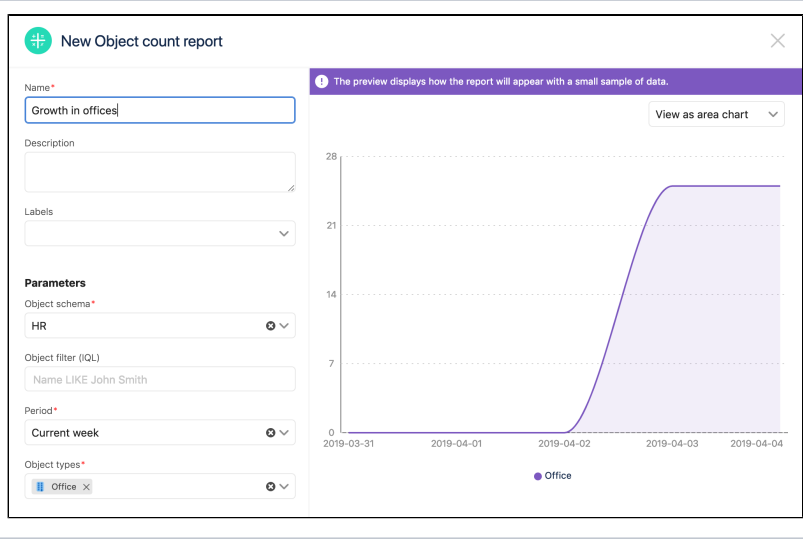 New Object count report
Name*
Growth in offices
Description
Labels
Parameters
Object schema*
HR
Object filter (IQL)
Name LIKE John Smith
Period*
Current week
Object types*
Office
The preview displays how the report will appear with a small sample of data.
View as area chart
28
21
14
7
0
2019-03-31 2019-04-01 2019-04-02 2019-04-03 2019-04-04
Office